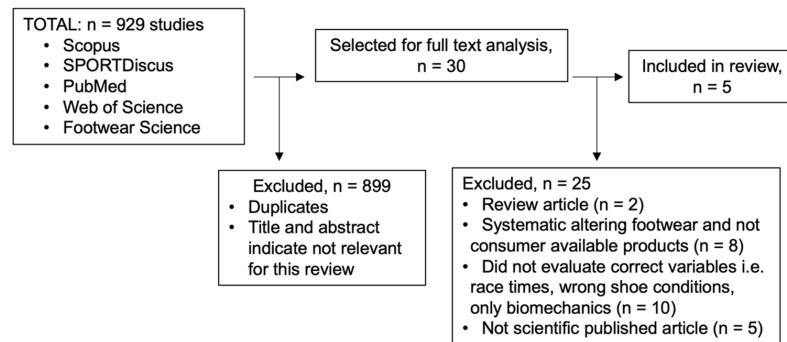 TOTAL: n = 929 studies
• Scopus
• SPORTDiscus
• PubMed
• Web of Science
• Footwear Science
Selected for full text analysis,
n = 30
Included in review,
n = 5
Excluded, n = 899
• Duplicates
• Title and abstract
indicate not relevant
for this review
Excluded, n = 25
• Review article (n = 2)
• Systematic altering footwear and not
consumer available products (n = 8)
• Did not evaluate correct variables i.e.
race times, wrong shoe conditions,
only biomechanics (n = 10)
• Not scientific published article (n = 5)